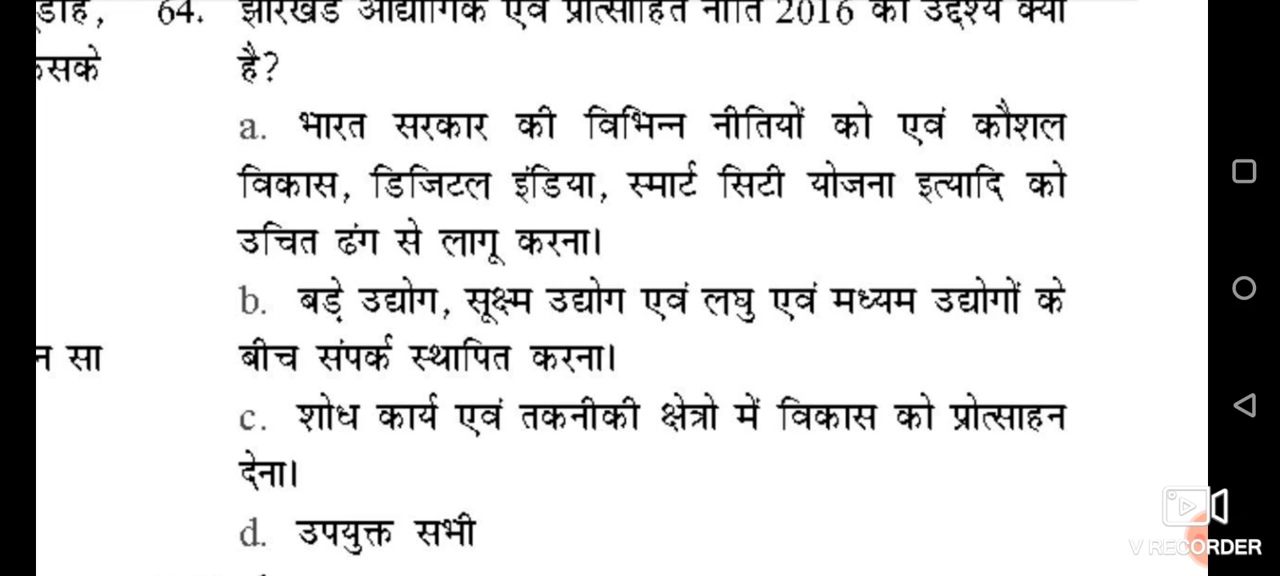 डीह,
64. झारखंड औद्योगिक एवं प्रोत्साहित नीति 2016 का उद्देश्य क्या
सके
है?
a. भारत सरकार की विभिन्न नीतियों को एवं कौशल
विकास, डिजिटल इंडिया, स्मार्ट सिटी योजना इत्यादि को
उचित ढंग से लागू करना।
b. बड़े उद्योग, सूक्ष्म उद्योग एवं लघु एवं मध्यम उद्योगों के
न सा
बीच संपर्क स्थापित करना।
c. शोध कार्य एवं तकनीकी क्षेत्रो में विकास को प्रोत्साहन
देना।
d. उपयुक्त सभी
V RECORDER